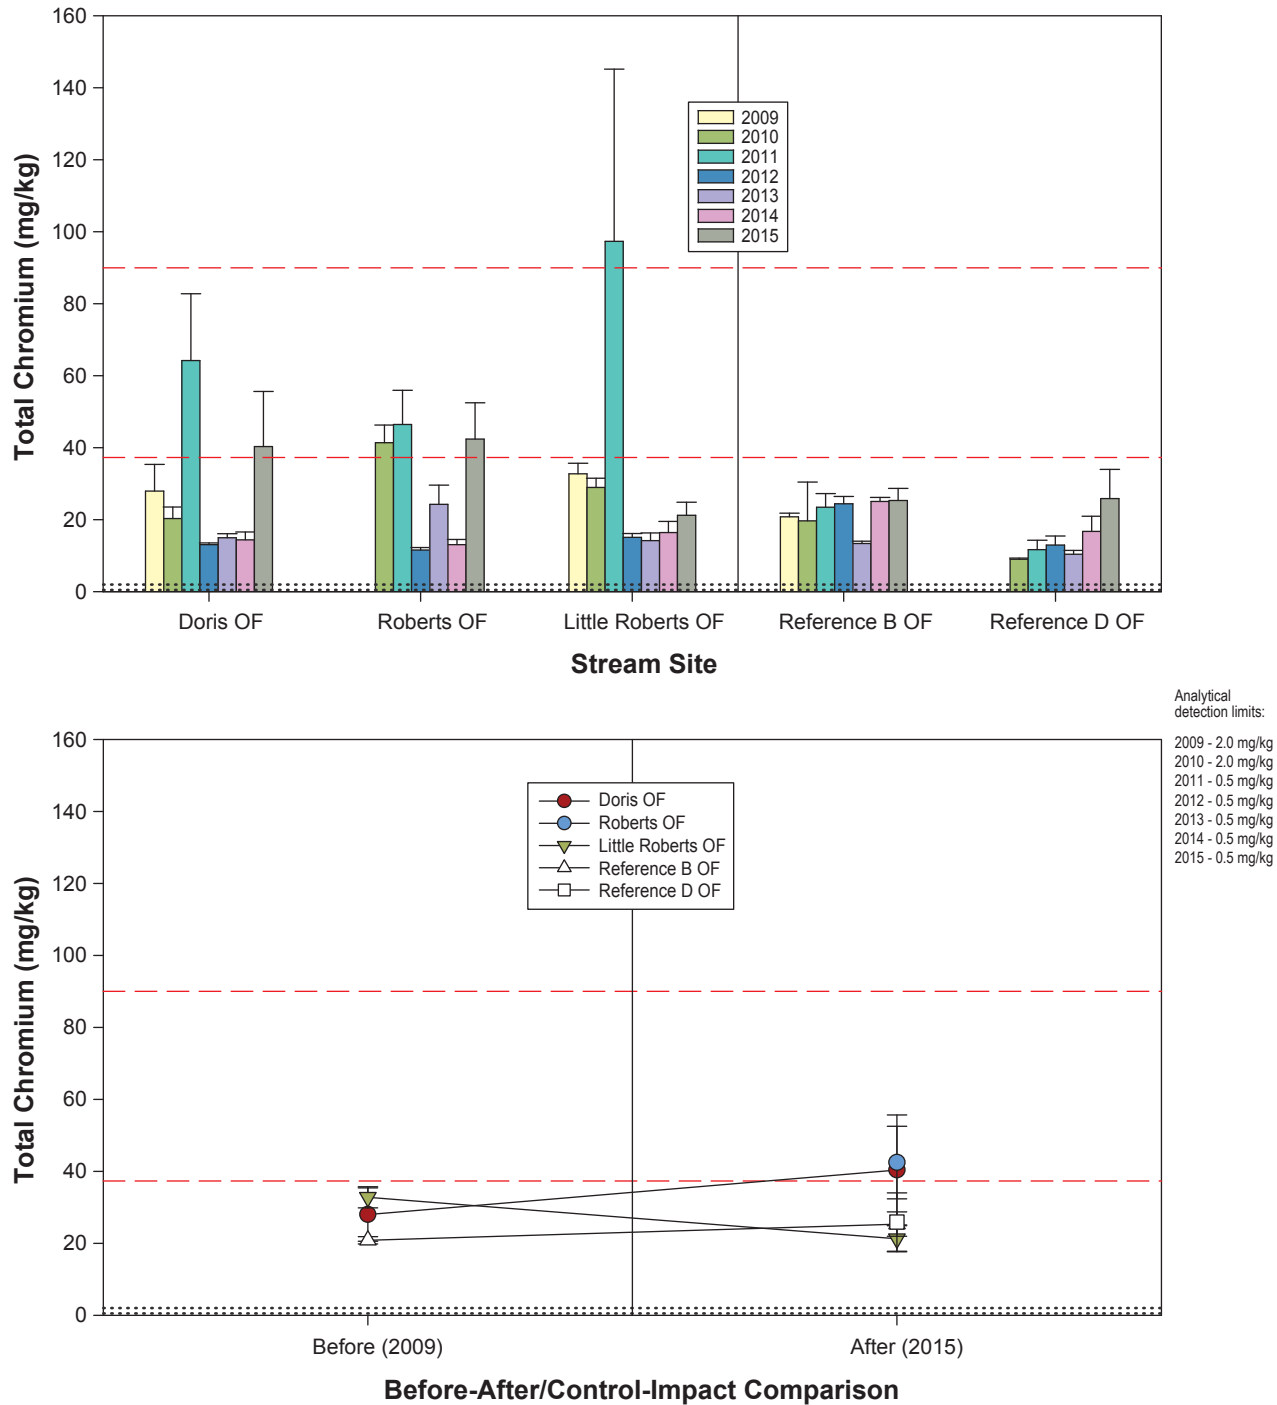 160
140
120
100
80
60
40
20
0
Total Chromium (mg/kg)
2009
2010
2011
2012
2013
2014
2015
Doris OF
Roberts OF
Little Roberts OF
Reference B OF
Reference D OF
Stream Site
Analytical
detection limits:
2009 - 2.0 mg/kg
2010 - 2.0 mg/kg
2011 - 0.5 mg/kg
2012 - 0.5 mg/kg
2013 - 0.5 mg/kg
2014 - 0.5 mg/kg
2015 - 0.5 mg/kg
160
140
120
100
80
60
40
20
0
Total Chromium (mg/kg)
Doris OF
Roberts OF
Little Roberts OF
Reference B OF
Reference D OF
Before (2009)
After (2015)
Before-After/Control-Impact Comparison